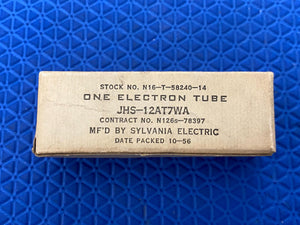 STOCK NO. N16-T-58240-14
ONE ELECTRON TUBE
JHS-12AT7WA
CONTRACT NO. N126s-78397
MF'D BY SYLVANIA ELECTRIC
DATE PACKED 10-56